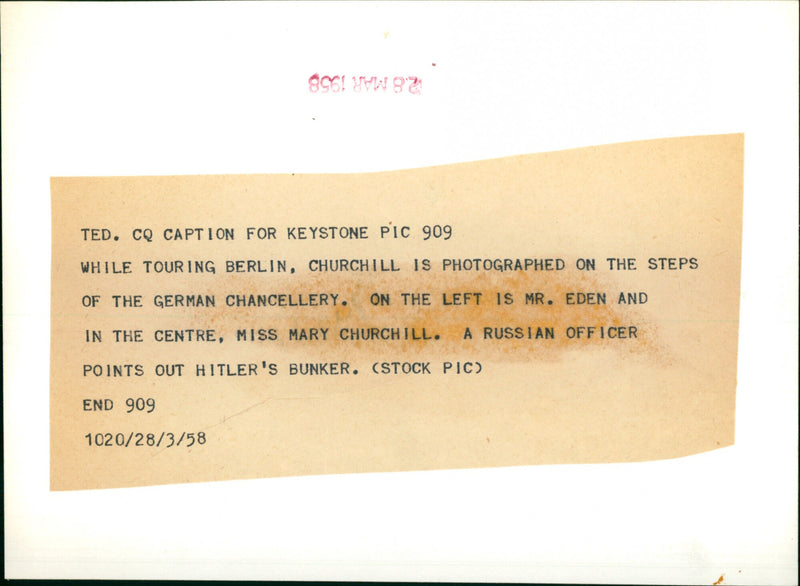 28 MAR 1958
TED. CQ CAPTION FOR KEYSTONE PIC 909
WHILE TOURING BERLIN, CHURCHILL IS PHOTOGRAPHED ON THE STEPS
OF THE GERMAN CHANCELLERY. ON THE LEFT IS MR. EDEN AND
IN THE CENTRE, MISS MARY CHURCHILL. A RUSSIAN OFFICER
POINTS OUT HITLER'S BUNKER. (STOCK PIC)
END 909
1020/28/3/58